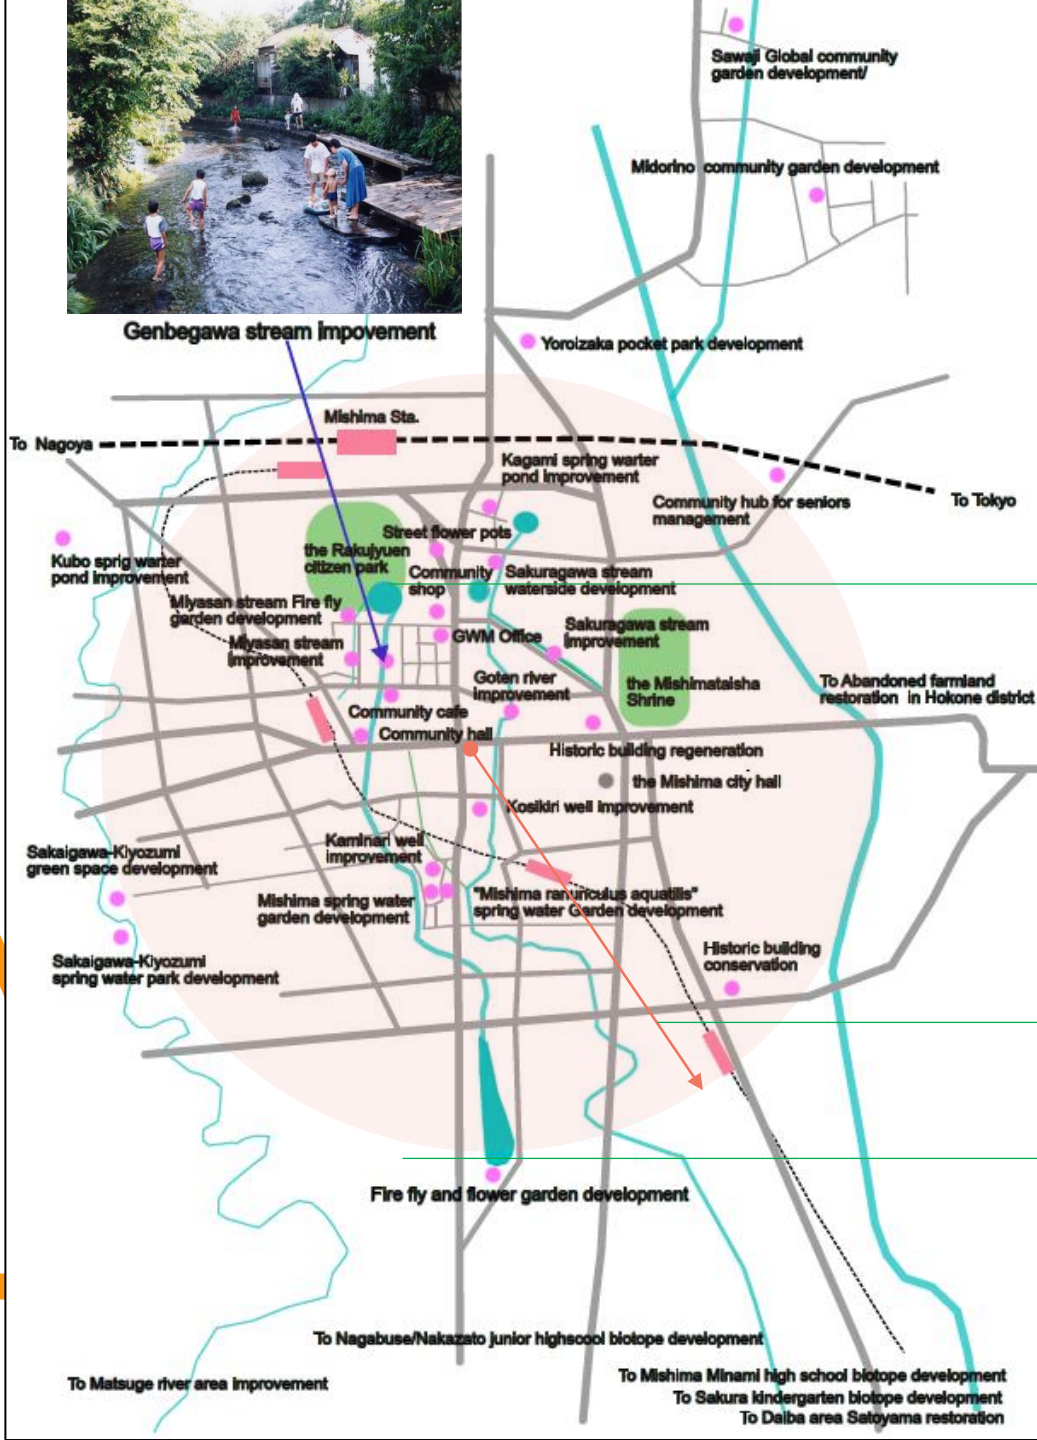 Sawaji Global community
garden development/
Midorino community garden development
Genbegawa stream impovement
Yoroizaka pocket park development
Mishima Sta.
To Nagoya
Kagami spring warter
pond improvement
Community hub for seniors
management
To Tokyo
Street flower pots
the Rakujyuen
citizen park
Kubo sprig warter
pond improvement
Community
shop
Sakuragawa stream
waterside development
Miyasan stream Fire fly
garden development
GWM Office
Sakuragawa stream
improvement
Miyasan stream
improvement
Goten river
improvement
the Mishimataisha
Shrine
To Abandoned farmland
restoration in Hokone district
Community cafe
Community hall
Historic building regeneration
the Mishima city hall
Kosikiri well improvement
Kaminari well
improvement
Sakaigawa-Kiyozumi
green space development
Mishima spring water
garden development
"Mishima ranunculus aquatilis"
spring water Garden development
Sakaigawa-Kiyozumi
spring water park development
Historic building
conservation
Fire fly and flower garden development
To Nagabuse/Nakazato junior highscool biotope development
To Matsuge river area improvement
To Mishima Minami high school biotope development
To Sakura kindergarten biotope development
To Daiba area Satoyama restoration